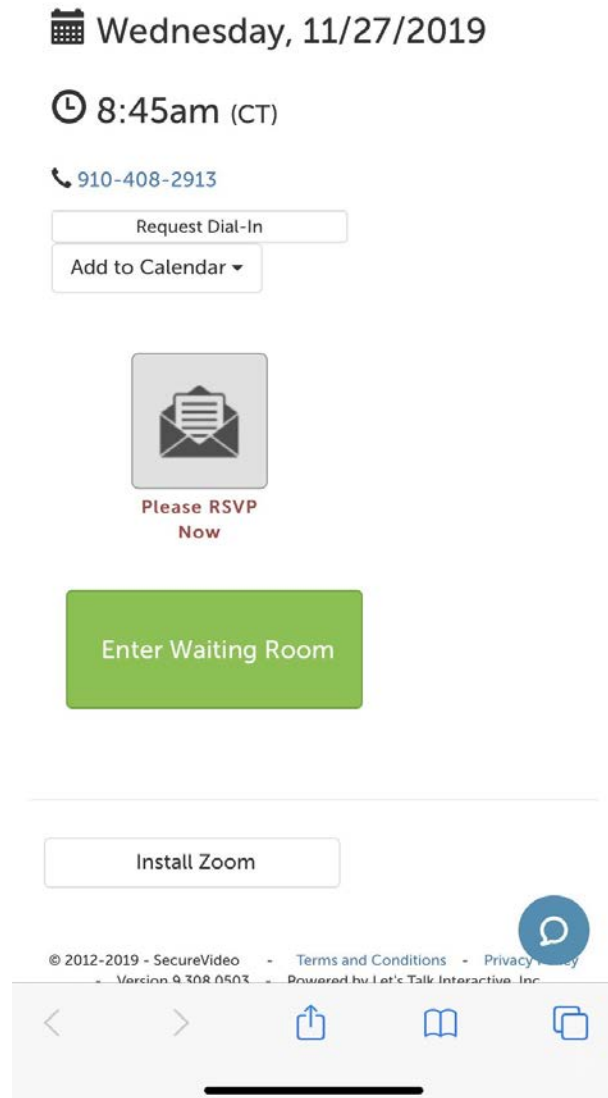 Wednesday, 11/27/2019
8:45am (CT)
910-408-2913
Request Dial-In
Add to Calendar
Please RSVP
Now
Enter Waiting Room
Install Zoom
© 2012-2019 - SecureVideo - Terms and Conditions - Privacy
- Version 9.308.0503 - Powered by Let's Talk Interactive, Inc